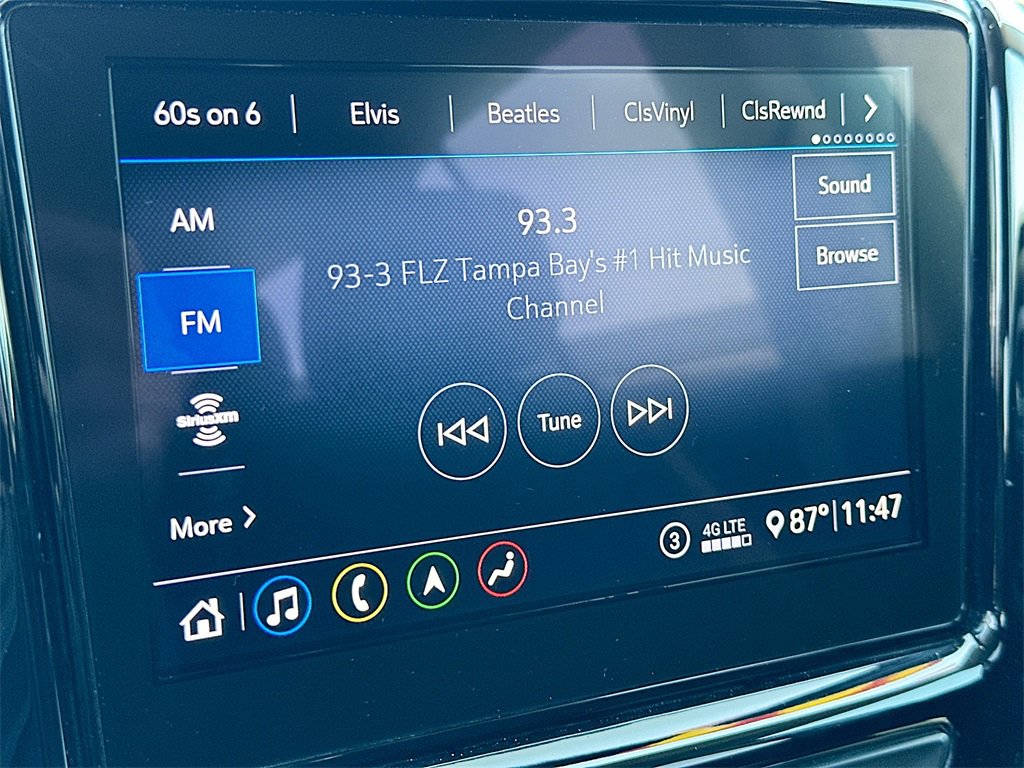 60s on 6 Elvis Beatles ClsVinyl ClsRewnd
Sound
AM
93.3
Browse
93-3 FLZ Tampa Bay's #1 Hit Music
Channel
FM
SiriusXM
Tune
More
3 4G LTE 87° 11:47